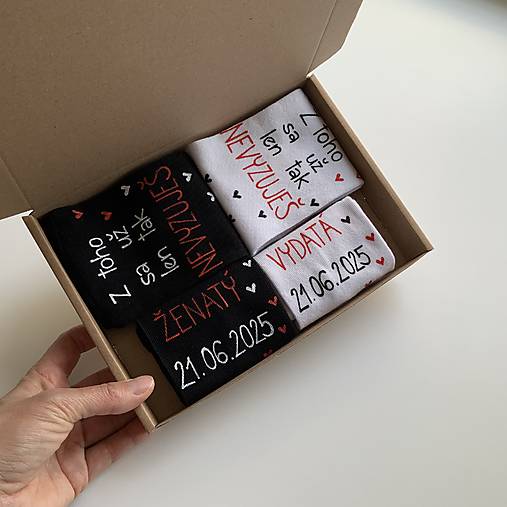 Z toho
sa už
len tak
NEVYZUJEŠ
Z toho
sa už
len tak
NEVYZUJEŠ
ŽENATÝ
21.06.2025
VYDATÁ
21.06.2025